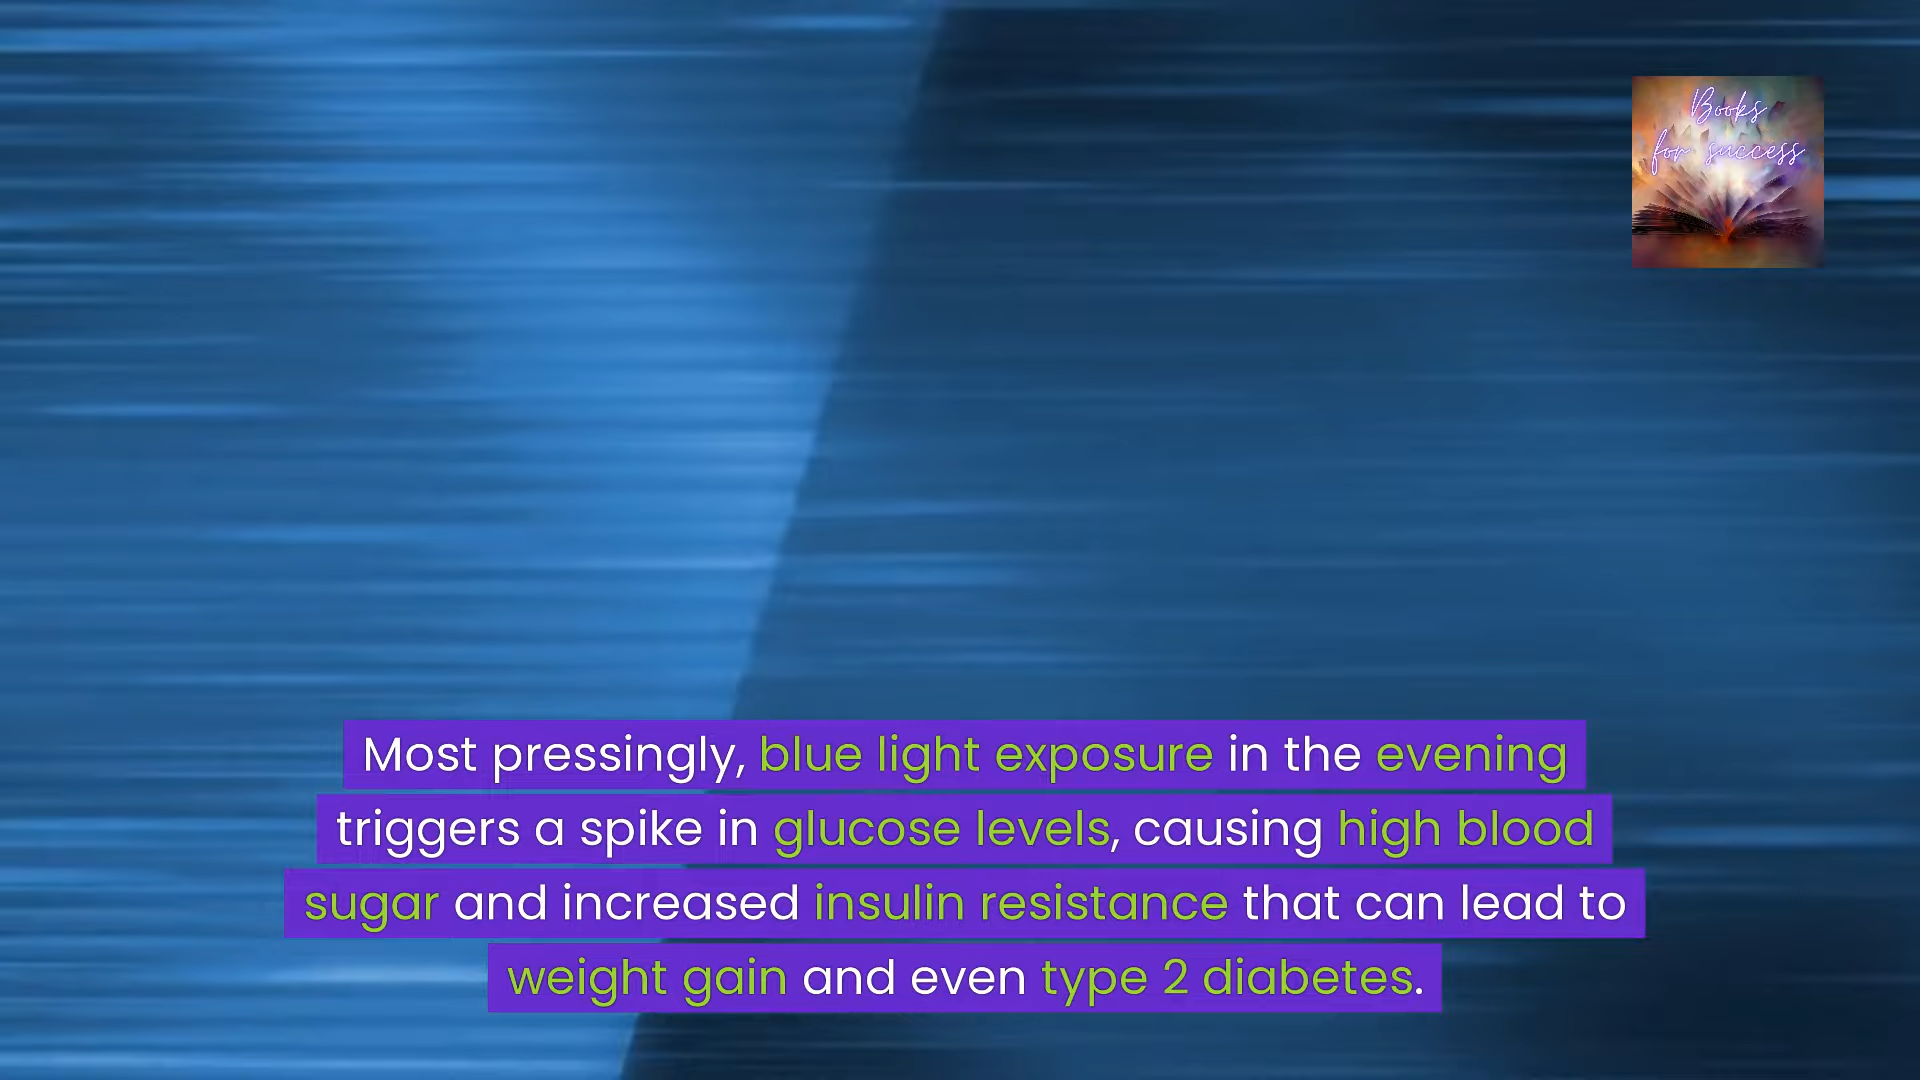 Books
for success
Most pressingly, blue light exposure in the evening
triggers a spike in glucose levels, causing high blood
sugar and increased insulin resistance that can lead to
weight gain and even type 2 diabetes.